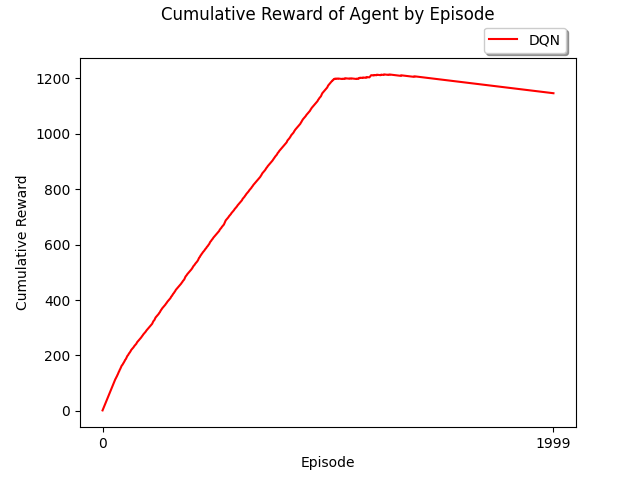 Cumulative Reward of Agent by Episode
DQN
1200
1000
800
600
400
200
0
Cumulative Reward
0 1999
Episode